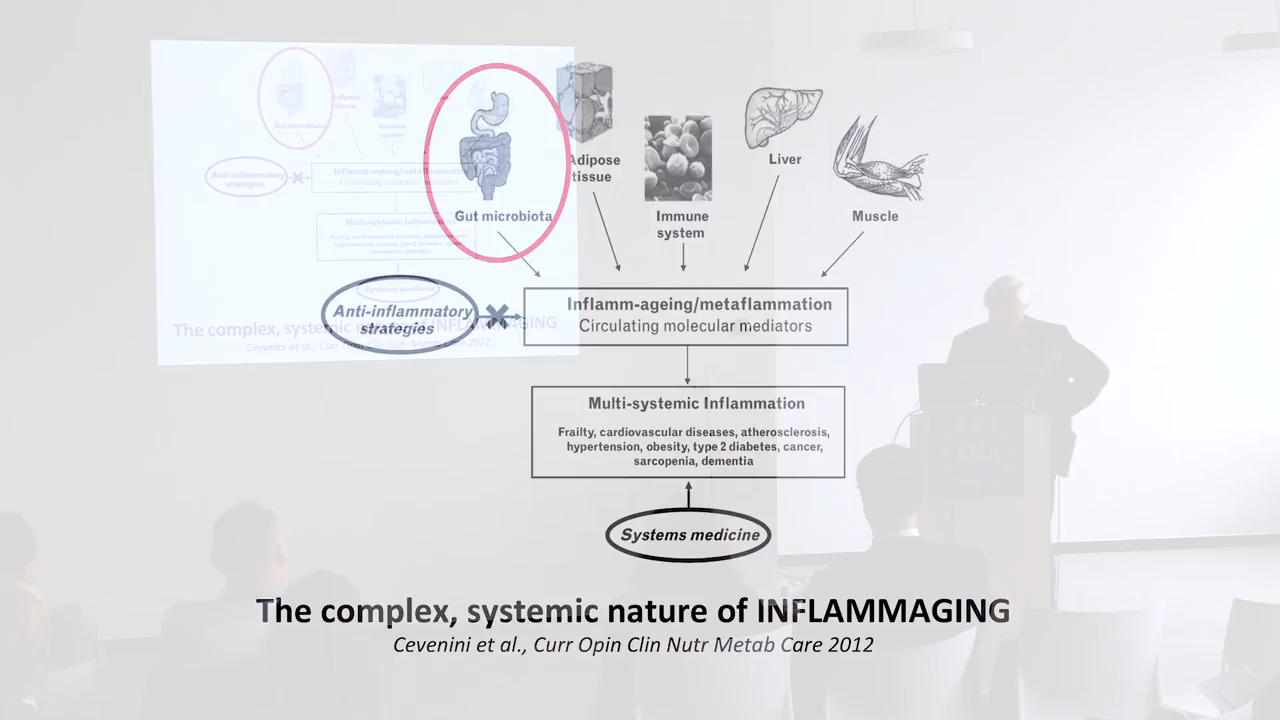 Adipose
tissue
Liver
Gut microbiota
Immune
system
Muscle
Inflamm-ageing/metaflammation
Circulating molecular mediators
Anti-inflammatory
strategies
Multi-systemic Inflammation
Frailty, cardiovascular diseases, atherosclerosis,
hypertension, obesity, type 2 diabetes, cancer,
sarcopenia, dementia
Systems medicine
The complex, systemic nature of INFLAMMAGING
Cevenini et al., Curr Opin Clin Nutr Metab Care 2012